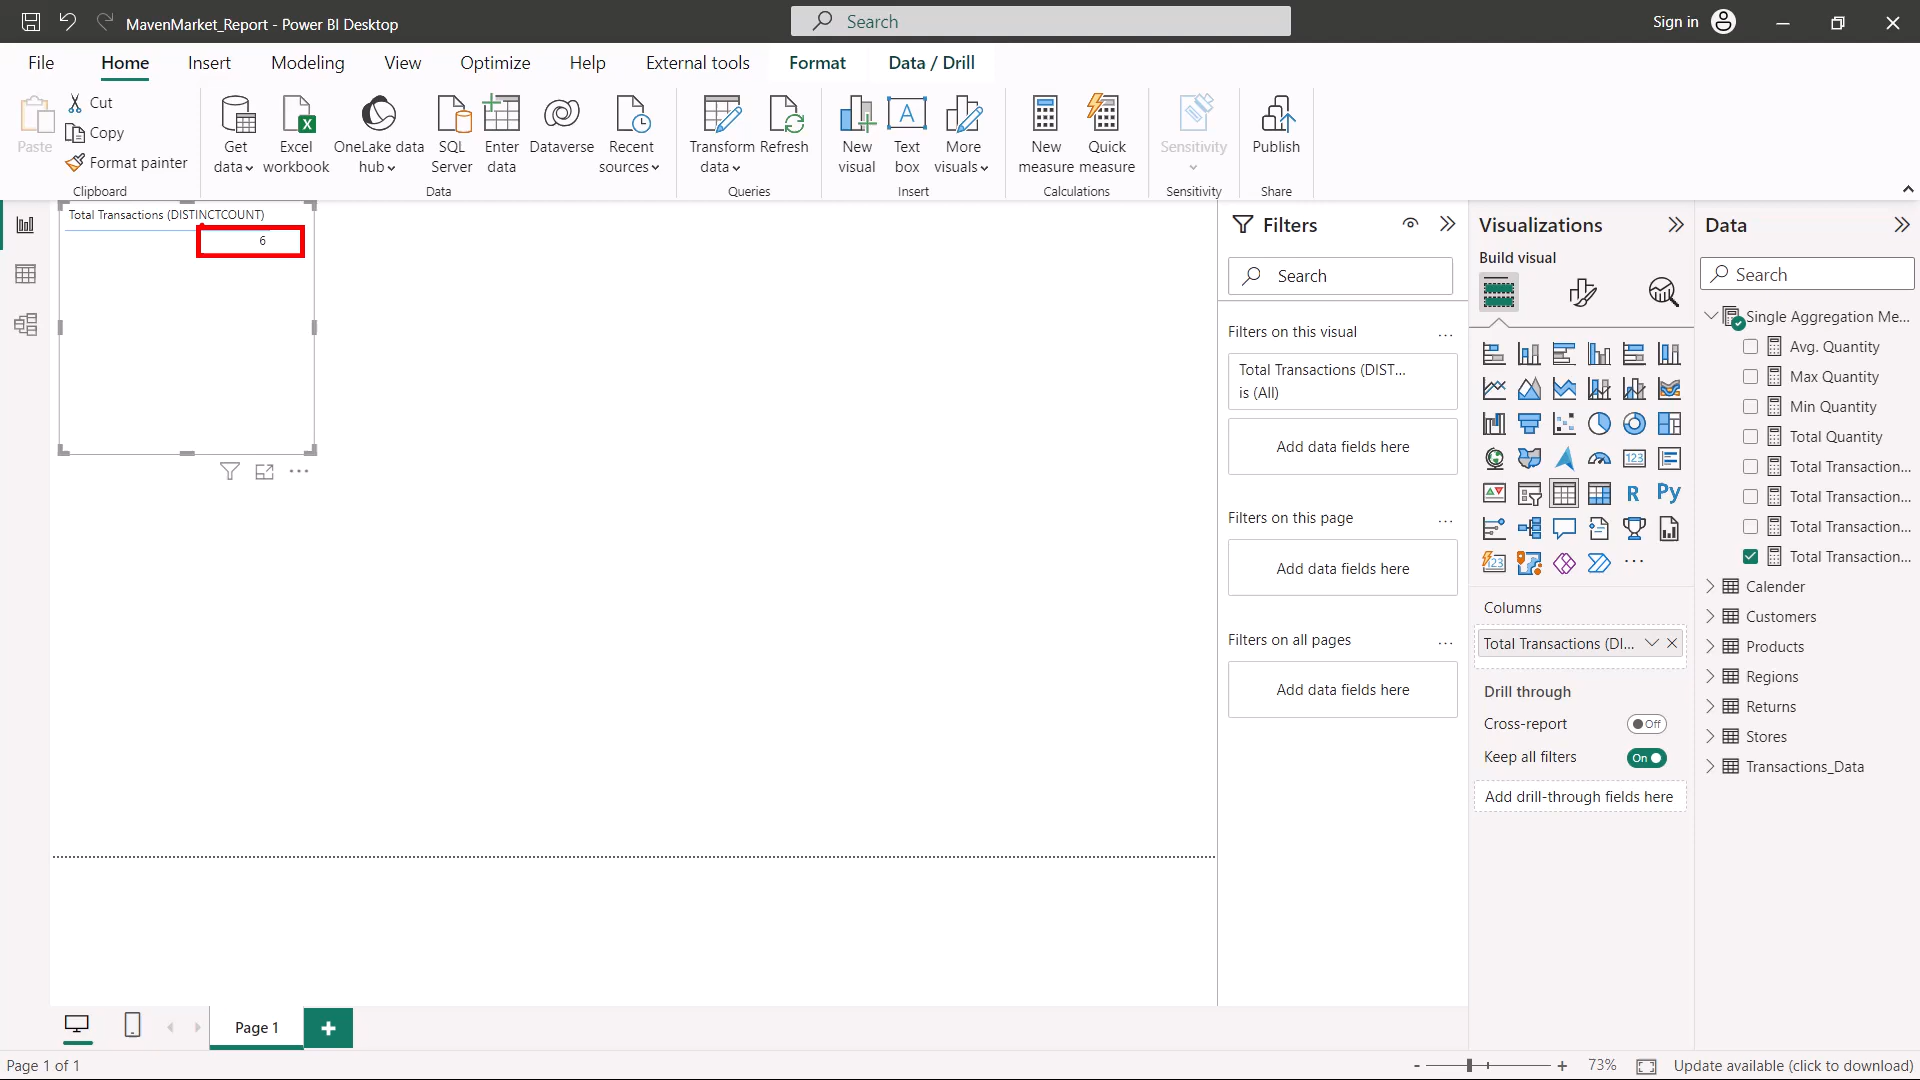 MavenMarket_Report - Power BI Desktop
Search
Sign in
File
Home
Insert
Modeling
View
Optimize
Help
External tools
Format
Data / Drill
Paste
Cut
Copy
Format painter
Clipboard
Get data
Excel workbook
OneLake data hub
SQL Server
Enter data
Dataverse
Recent sources
Data
Transform data
Refresh
Queries
New visual
Text box
More visuals
Insert
New measure
Quick measure
Calculations
Sensitivity
Sensitivity
Publish
Share
Total Transactions (DISTINCTCOUNT)
6
Filters
Search
Filters on this visual
...
Total Transactions (DIST...
is (All)
Add data fields here
Filters on this page
...
Add data fields here
Filters on all pages
...
Add data fields here
Visualizations
Build visual
123
R
Py
123
...
Columns
Total Transactions (DI...
Drill through
Cross-report
Off
Keep all filters
On
Add drill-through fields here
Data
Search
Single Aggregation Me...
Avg. Quantity
Max Quantity
Min Quantity
Total Quantity
Total Transaction...
Total Transaction...
Total Transaction...
Total Transaction...
Calender
Customers
Products
Regions
Returns
Stores
Transactions_Data
Page 1
+
Page 1 of 1
-
+
73%
Update available (click to download)